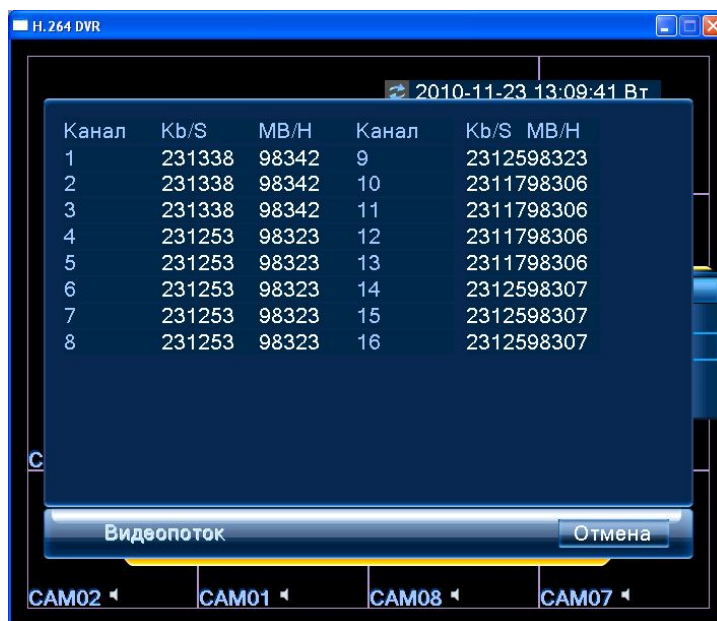 H.264 DVR
2010-11-23 13:09:41 Вт
Канал Kb/S MB/H Канал Kb/S MB/H
1 231338 98342 9 2312598323
2 231338 98342 10 2311798306
3 231338 98342 11 2311798306
4 231253 98323 12 2311798306
5 231253 98323 13 2311798306
6 231253 98323 14 2312598307
7 231253 98323 15 2312598307
8 231253 98323 16 2312598307
C
Видеопоток Отмена
CAM02 CAM01 CAM08 CAM07